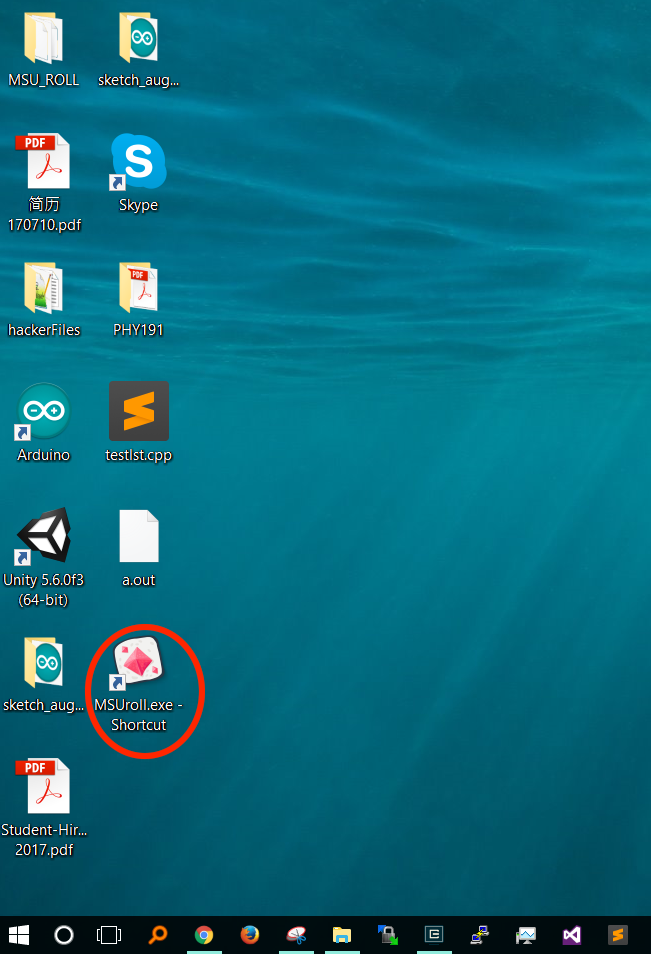 MSU_ROLL
sketch_aug...
PDF
简历
170710.pdf
Skype
hackerFiles
PDF
PHY191
Arduino
testlst.cpp
Unity 5.6.0f3
(64-bit)
a.out
sketch_aug...
MSUroll.exe -
Shortcut
PDF
Student-Hir...
2017.pdf